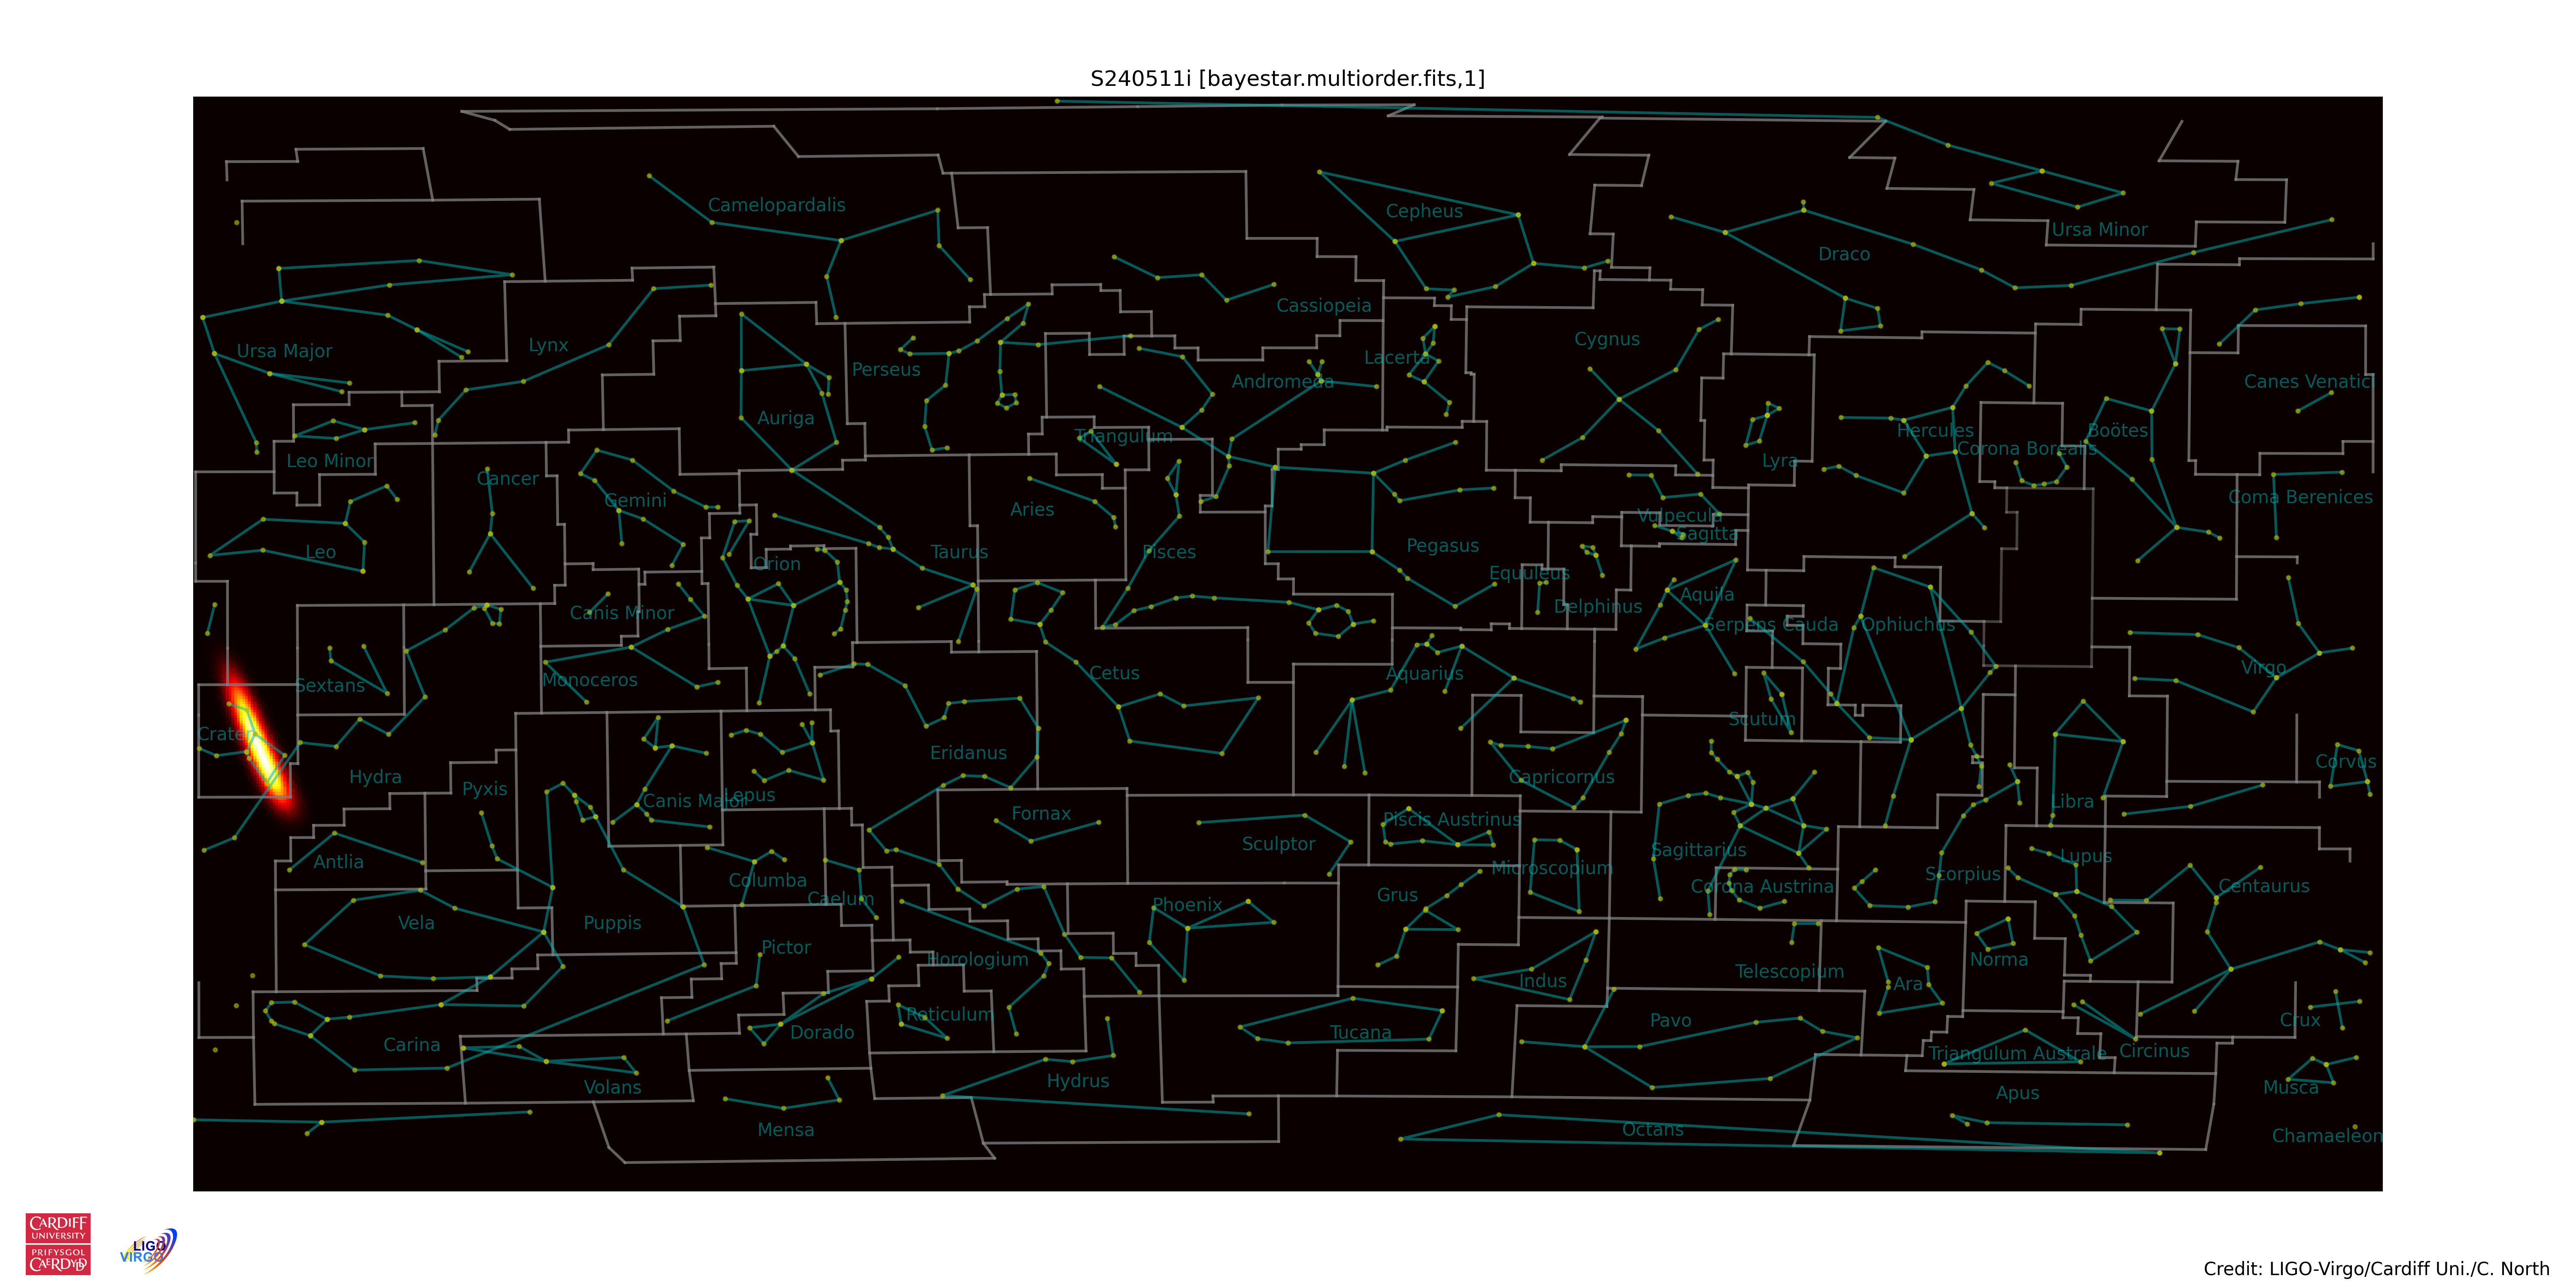 S240511i [bayestar.multiorder.fits,1]
Camelopardalis
Cepheus
Ursa Minor
Draco
Cassiopeia
Ursa Major
Lynx
Cygnus
Lacerta
Perseus
Andromeda
Canes Venatici
Auriga
Triangulum
Hercules
Boötes
Corona Borealis
Leo Minor
Lyra
Cancer
Gemini
Coma Berenices
Aries
Vulpecula
Sagitta
Leo
Taurus
Pisces
Pegasus
Orion
Equuleus
Aquila
Delphinus
Canis Minor
Serpens Cauda
Ophiuchus
Virgo
Cetus
Aquarius
Monoceros
Sextans
Scutum
Crater
Eridanus
Corvus
Hydra
Capricornus
Pyxis
Lepus
Canis Major
Libra
Fornax
Piscis Austrinus
Sculptor
Sagittarius
Lupus
Antlia
Microscopium
Scorpius
Columba
Corona Austrina
Centaurus
Grus
Caelum
Phoenix
Vela
Puppis
Pictor
Horologium
Norma
Telescopium
Indus
Ara
Reticulum
Pavo
Crux
Dorado
Tucana
Carina
Circinus
Triangulum Australe
Hydrus
Volans
Musca
Apus
Mensa
Octans
Chamaeleon
CARDIFF
UNIVERSITY
PRIFYSGOL
CAERDYDD
LIGO
VIRGO
Credit: LIGO-Virgo/Cardiff Uni./C. North